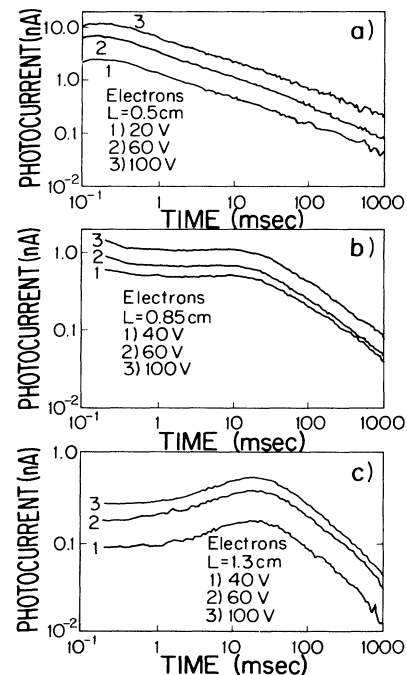 PHOTOCURRENT (nA)
10.0
1.0
0.1
10⁻²
3
2
1
a)
Electrons
L=0.5cm
1) 20 V
2) 60 V
3) 100 V
10⁻¹ 1 10 100 1000
TIME (msec)
PHOTOCURRENT (nA)
1.0
0.1
10⁻²
3
2
1
b)
Electrons
L=0.85cm
1) 40 V
2) 60 V
3) 100 V
10⁻¹ 1 10 100 1000
TIME (msec)
PHOTOCURRENT (nA)
1.0
0.1
10⁻²
3
2
1
c)
Electrons
L=1.3cm
1) 40 V
2) 60 V
3) 100 V
10⁻¹ 1 10 100 1000
TIME (msec)